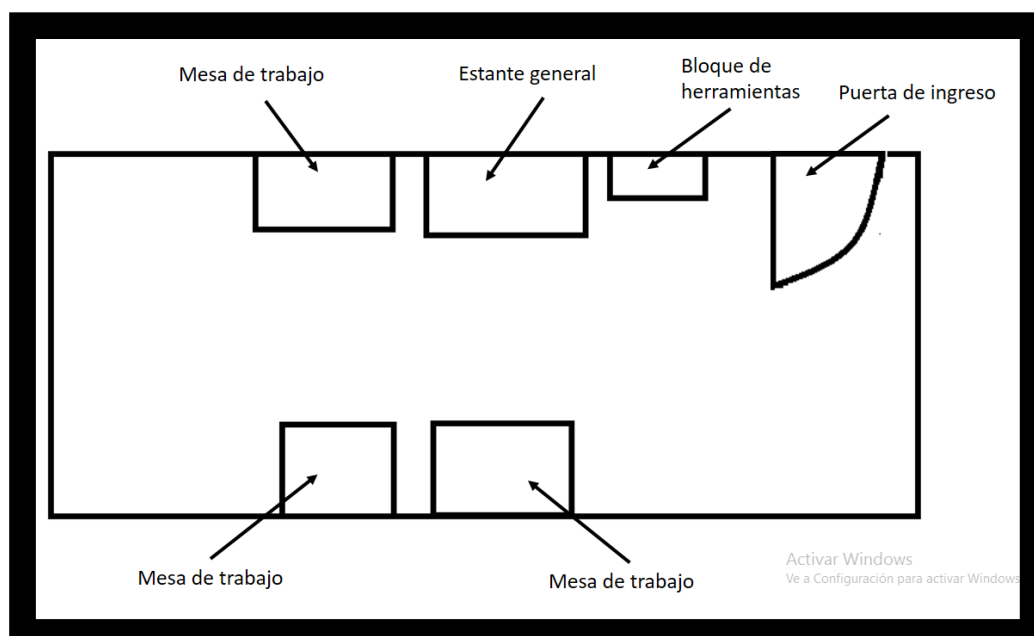 Mesa de trabajo
Estante general
Bloque de
herramientas
Puerta de ingreso
Mesa de trabajo
Mesa de trabajo
Activar Windows
Ve a Configuración para activar Windows